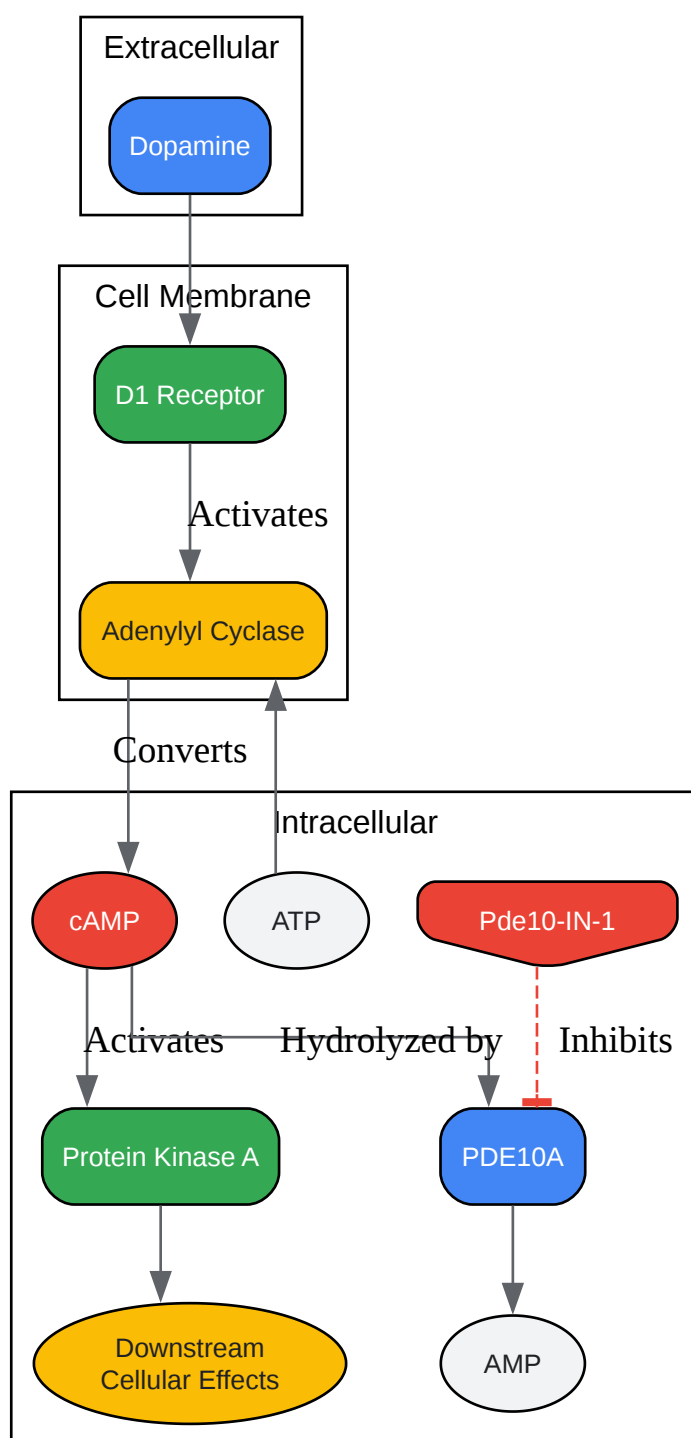 Extracellular
Dopamine
Cell Membrane
D1 Receptor
Activates
Adenylyl Cyclase
Converts
Intracellular
cAMP
ATP
Pde10-IN-1
Activates
Hydrolyzed by
Inhibits
Protein Kinase A
PDE10A
Downstream
Cellular Effects
AMP